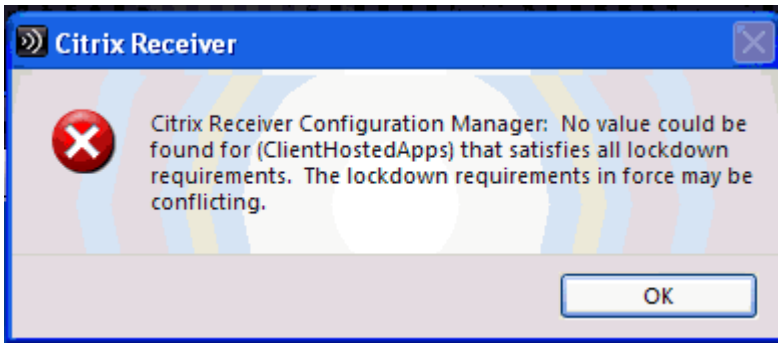 Citrix Receiver
Citrix Receiver Configuration Manager:  No value could be
found for (ClientHostedApps) that satisfies all lockdown
requirements.  The lockdown requirements in force may be
conflicting.
OK